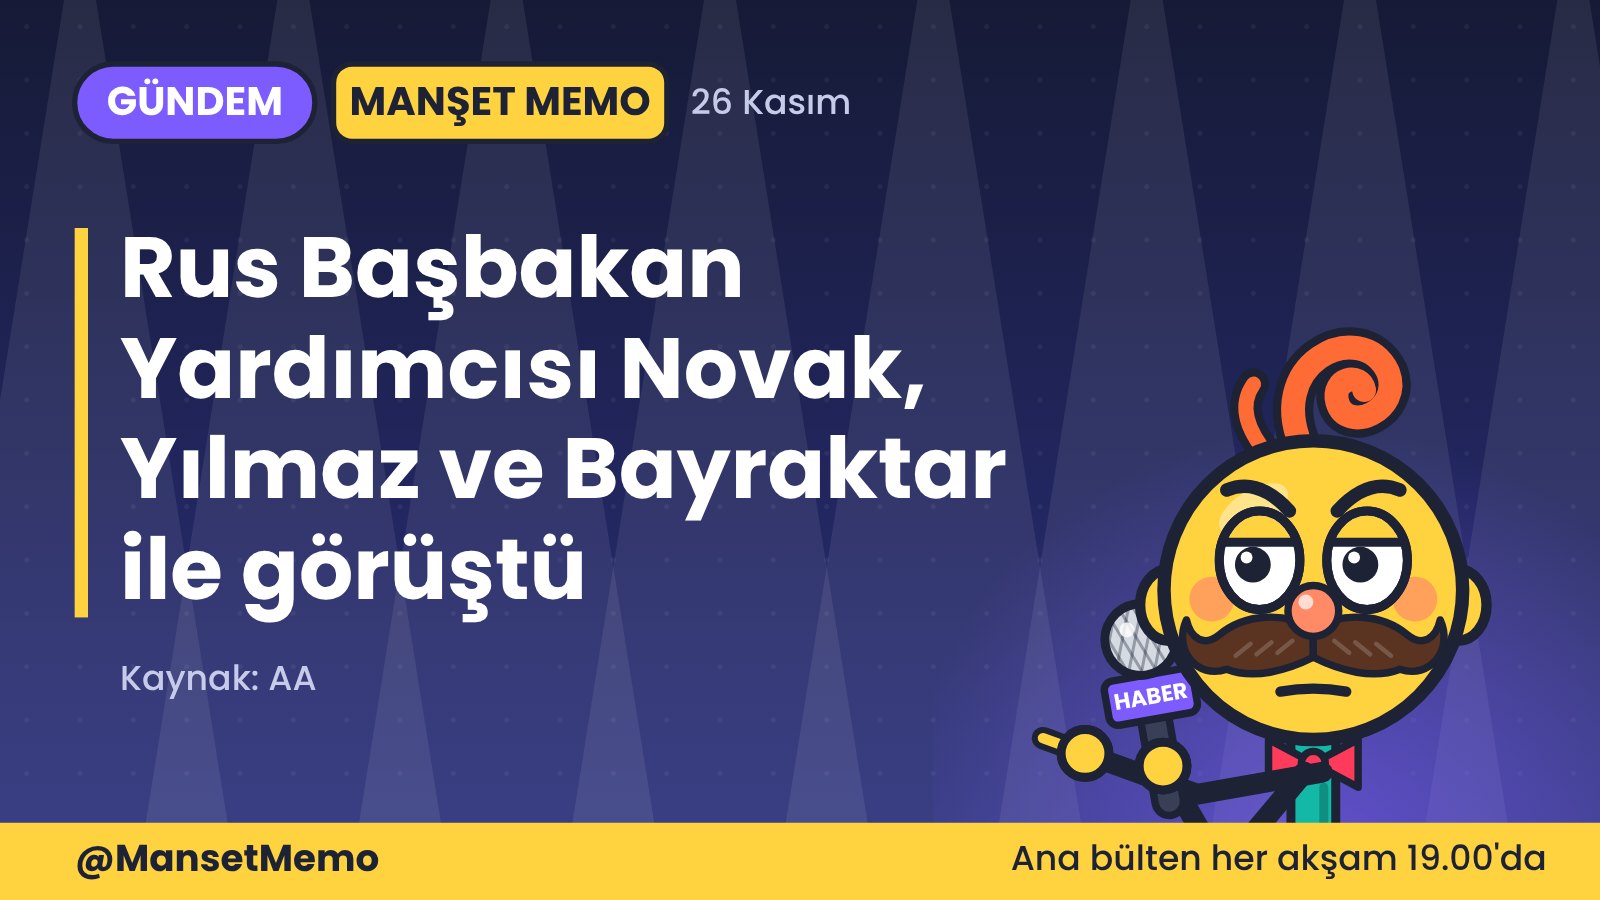 GÜNDEM MANŞET MEMO 26 Kasım
Rus Başbakan
Yardımcısı Novak,
Yılmaz ve Bayraktar
ile görüştü
Kaynak: AA
HABER
@MansetMemo
Ana bülten her akşam 19.00'da